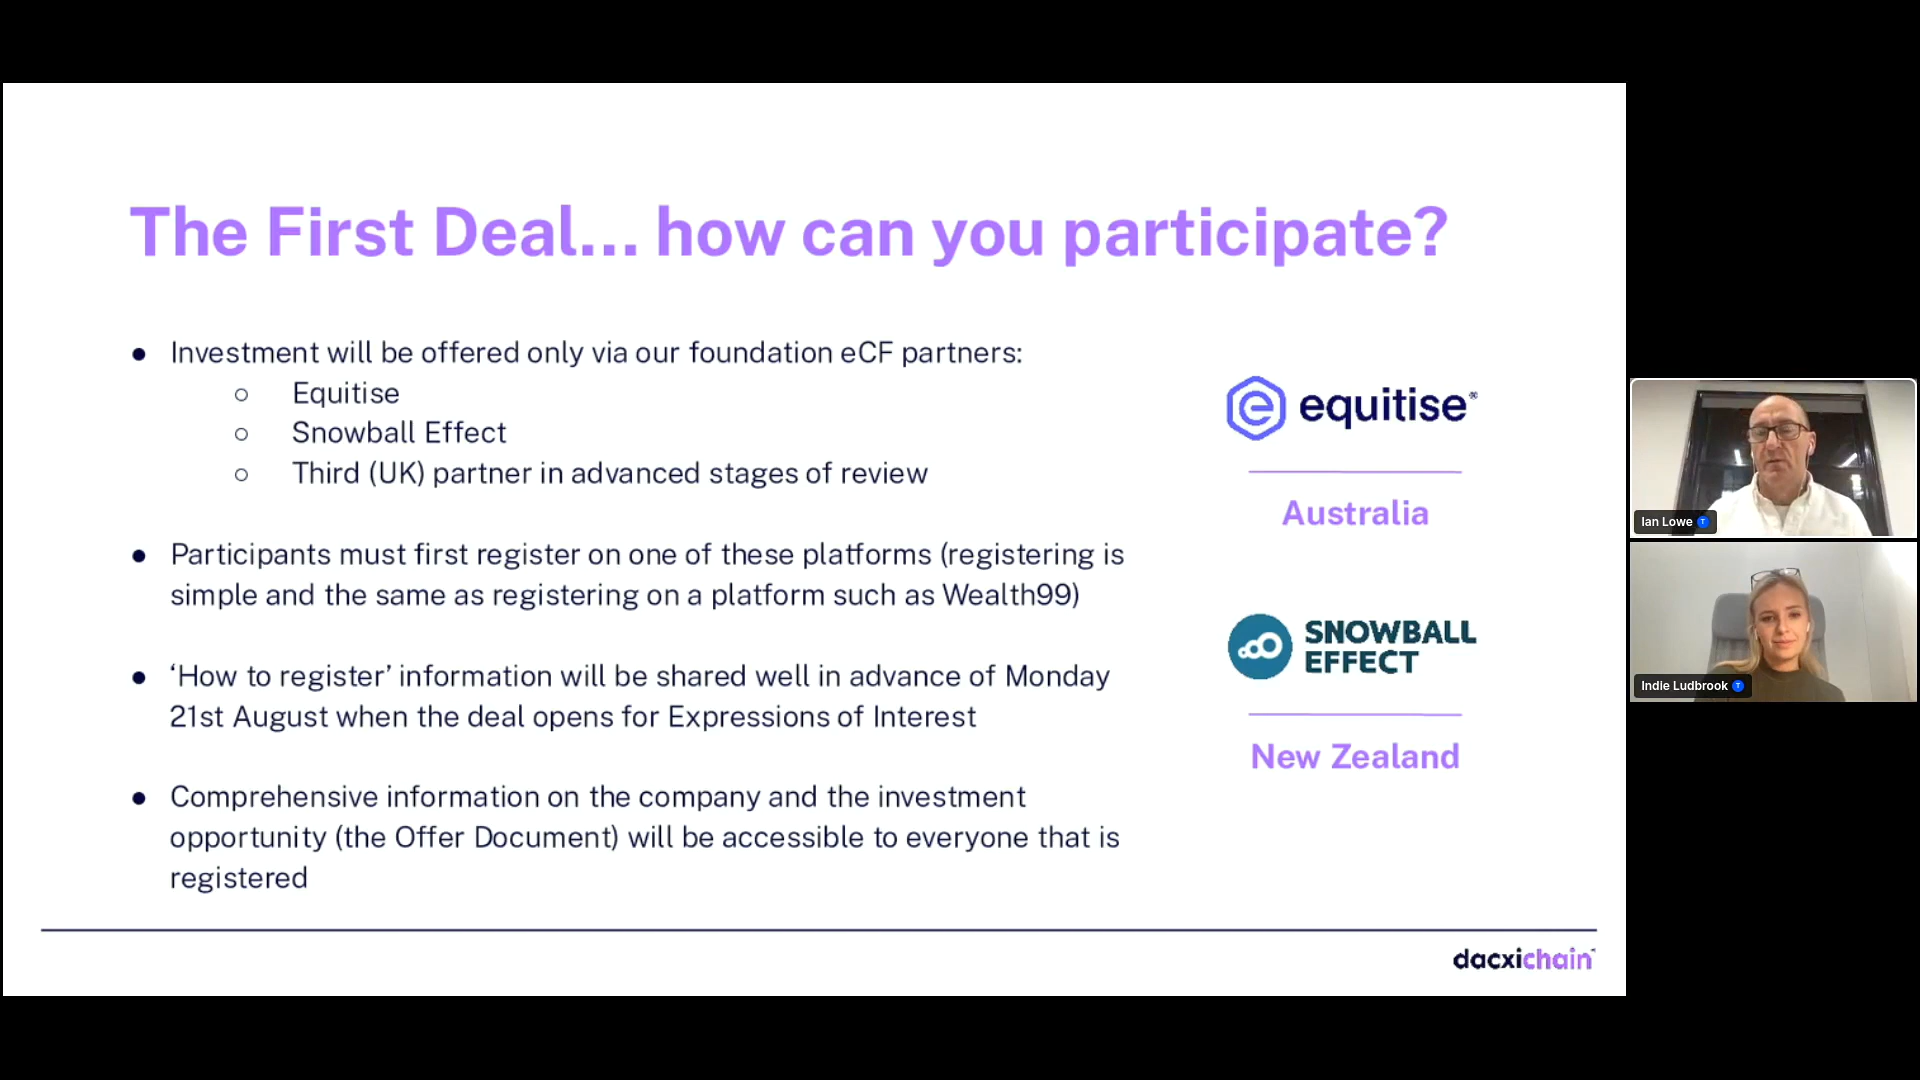 The First Deal... how can you participate?
● Investment will be offered only via our foundation eCF partners:
○ Equitise
○ Snowball Effect
○ Third (UK) partner in advanced stages of review
● Participants must first register on one of these platforms (registering is
simple and the same as registering on a platform such as Wealth99)
● ‘How to register’ information will be shared well in advance of Monday
21st August when the deal opens for Expressions of Interest
● Comprehensive information on the company and the investment
opportunity (the Offer Document) will be accessible to everyone that is
registered
e equitise®
Australia
SNOWBALL
EFFECT
New Zealand
dacxichain™
Ian Lowe T
Indie Ludbrook T